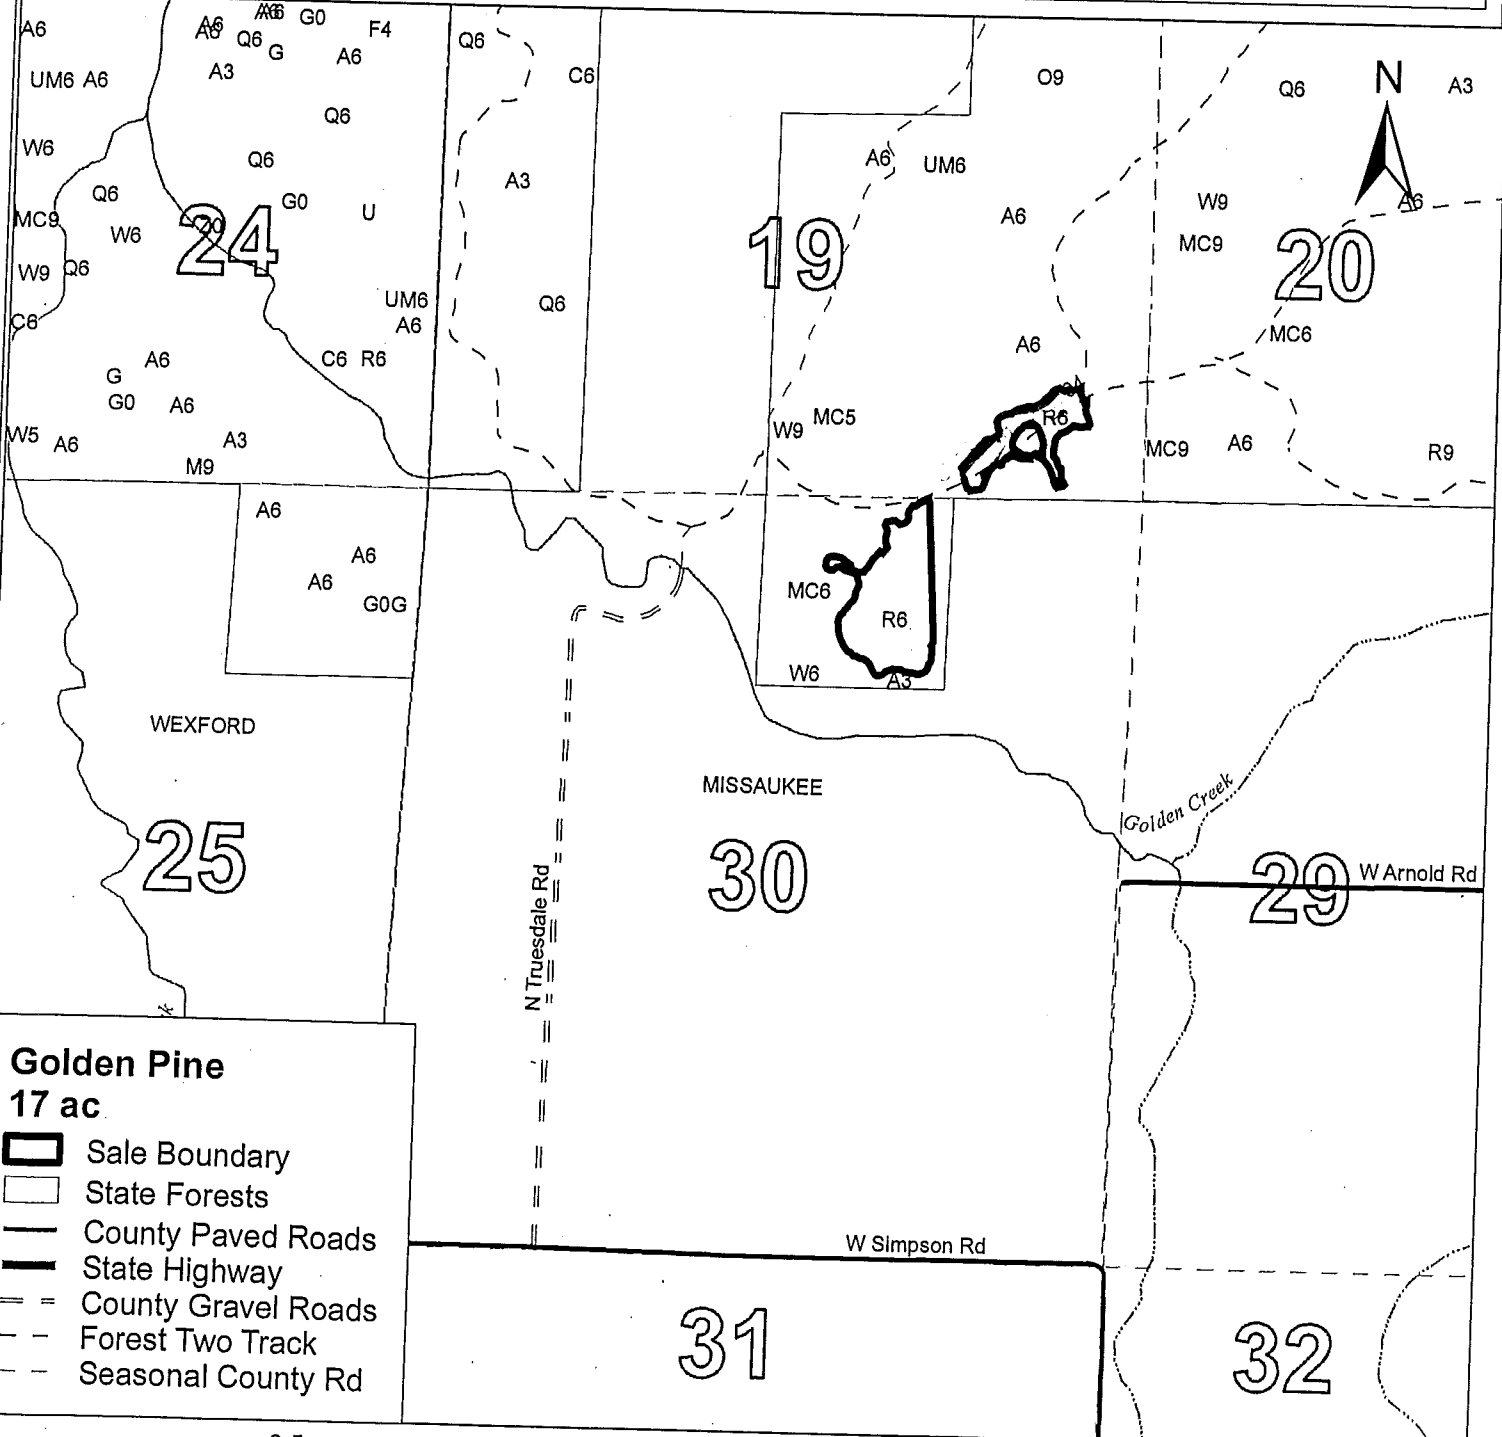 A6
A6
A6
A6
G0
F4
Q6
G
A6
Q6
C6
UM6 A6
A3
O9
Q6
A3
N
Q6
W6
Q6
A3
A6
UM6
Q6
G0
U
W9
A6
MC9
W6
24
A6
19
MC9
20
W9
Q6
UM6
A6
Q6
C6
MC6
A6
C6 R6
A6
G
G0
A6
MC5
W9
R6
W5
A6
A3
M9
MC9
A6
R9
A6
A6
A6
G0G
MC6
R6
W6
A3
WEXFORD
MISSAUKEE
Golden Creek
25
30
29
W Arnold Rd
N Truesdale Rd
k
Golden Pine
17 ac
Sale Boundary
State Forests
County Paved Roads
State Highway
County Gravel Roads
Forest Two Track
Seasonal County Rd
W Simpson Rd
31
32